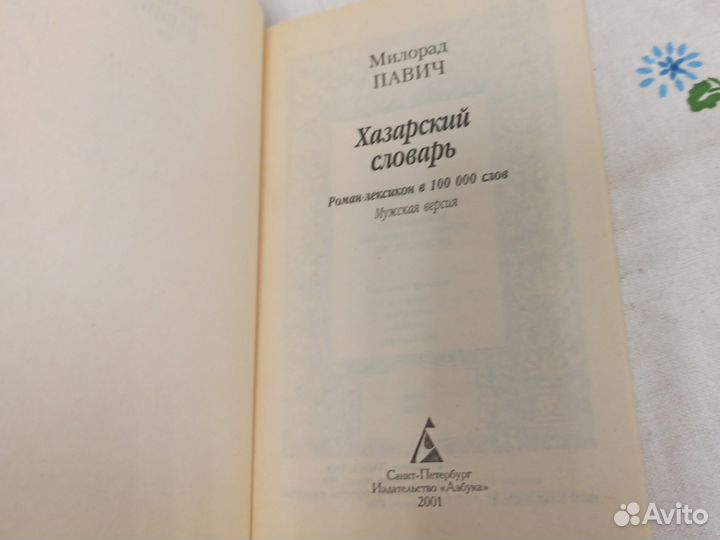 Милорад
ПАВИЧ
Хазарский
словарь
Роман-лексикон в 100 000 слов
Мужская версия
Санкт-Петербург
Издательство «Азбука»
2001
Avito